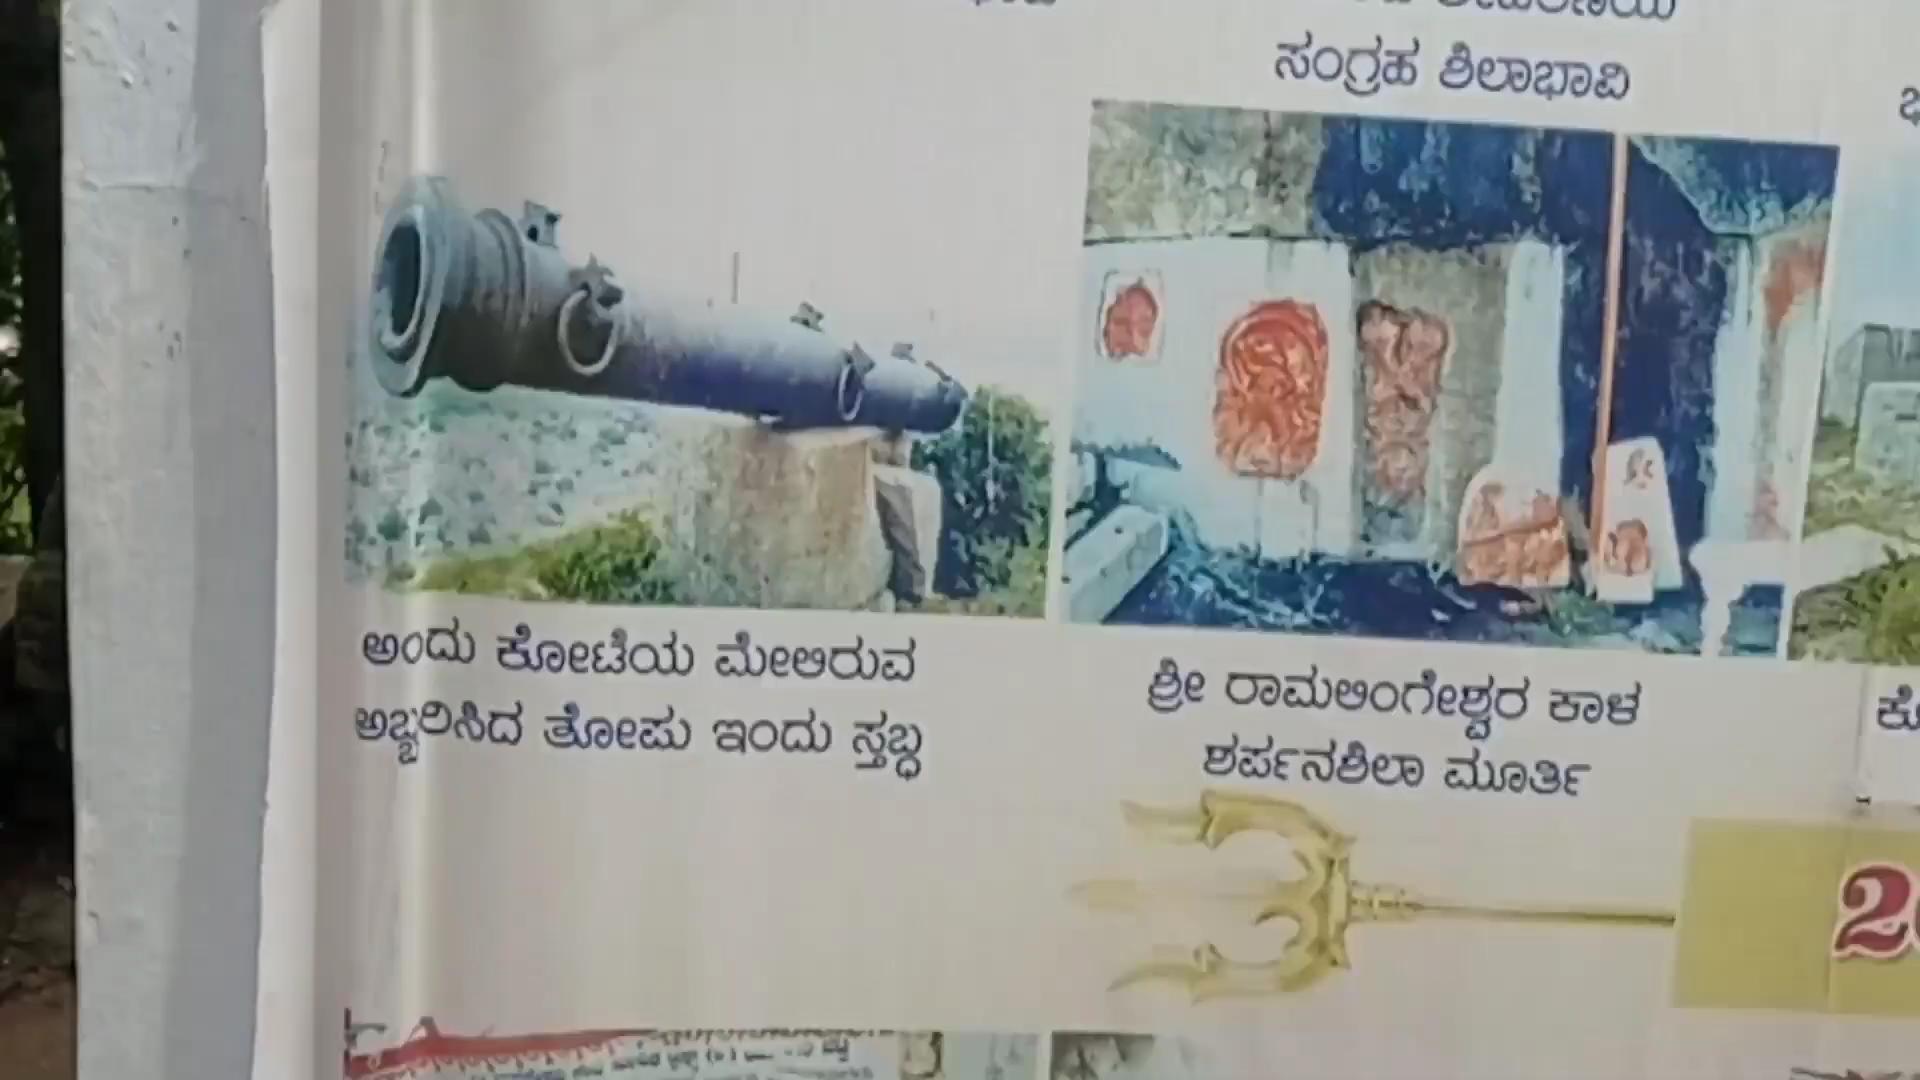 ಸಂಗ್ರಹ ಶಿಲಾಭಾವಿ
ಅಂದು ಕೋಟೆಯ ಮೇಲಿರುವ
ಅಬ್ಬರಿಸಿದ ತೋಪು ಇಂದು ಸ್ತಬ್ಧ
ಶ್ರೀ ರಾಮಲಿಂಗೇಶ್ವರ ಕಾಳ
ಶರ್ಪನಶಿಲಾ ಮೂರ್ತಿ